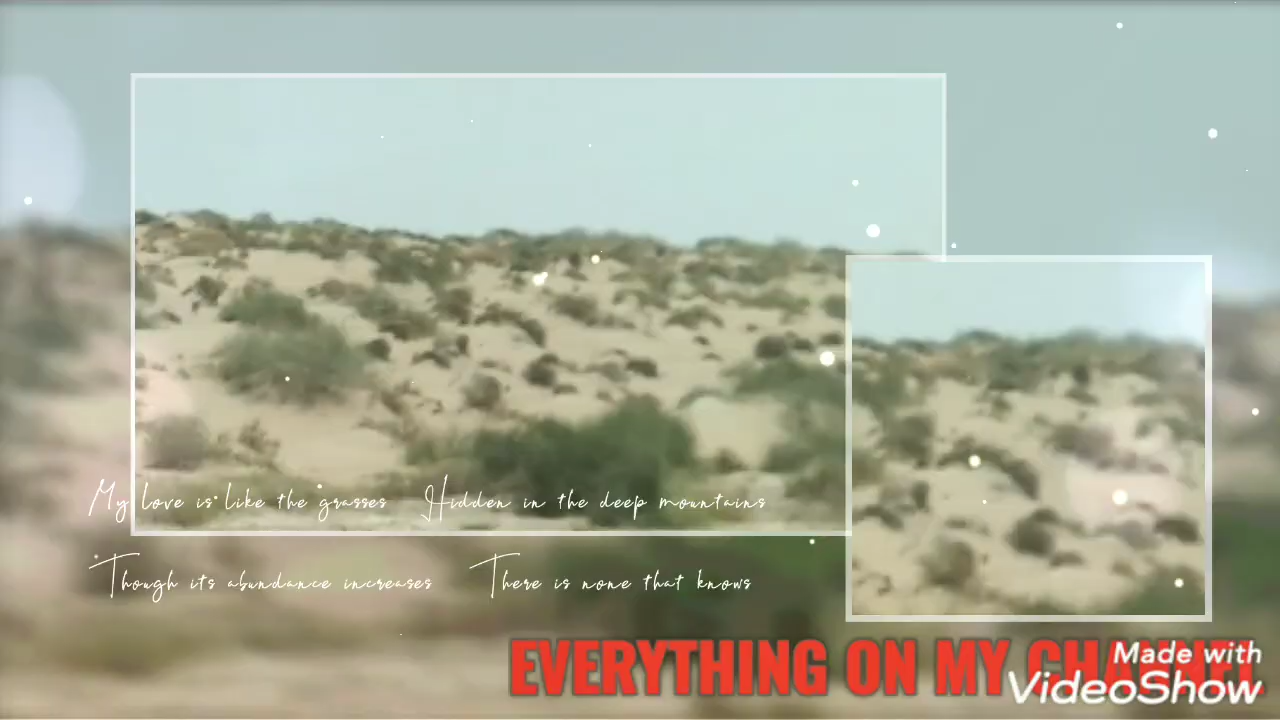 My love is like the grasses Hidden in the deep mountains
Though its abundance increases There is none that knows
EVERYTHING ON MY
Made with
VideoShow